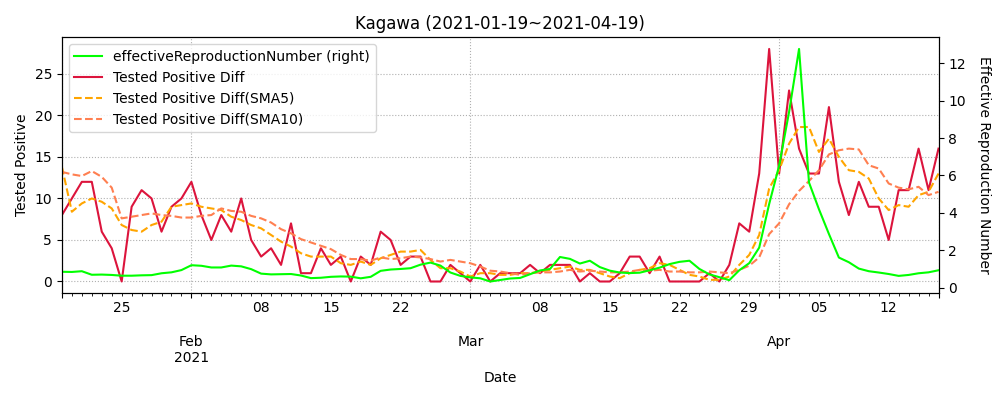 Kagawa (2021-01-19~2021-04-19)
effectiveReproductionNumber (right)
Tested Positive Diff
Tested Positive Diff(SMA5)
Tested Positive Diff(SMA10)
Tested Positive
25
20
15
10
5
0
Effective Reproduction Number
12
10
8
6
4
2
0
25 08 15 22 08 15 22 29 05 12
Feb Mar Apr
2021
Date